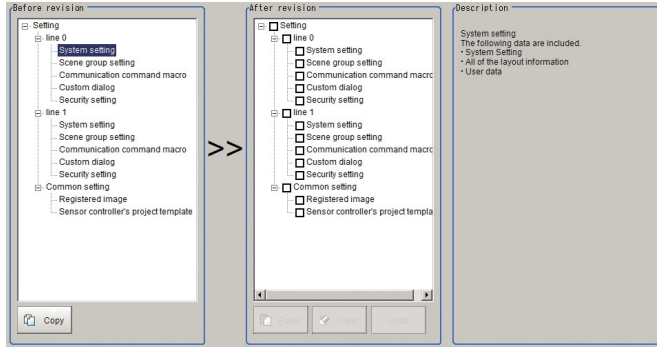 Before revision
Setting
line 0
System setting
Scene group setting
Communication command macro
Custom dialog
Security setting
line 1
System setting
Scene group setting
Communication command macro
Custom dialog
Security setting
Common setting
Registered image
Sensor controller's project template
Copy
>>
After revision
Setting
line 0
System setting
Scene group setting
Communication command macrc
Custom dialog
Security setting
line 1
System setting
Scene group setting
Communication command macrc
Custom dialog
Security setting
Common setting
Registered image
Sensor controller's project templa
Paste
Clear
Description
System setting
The following data are included.
・System Setting
・All of the layout information
・User data